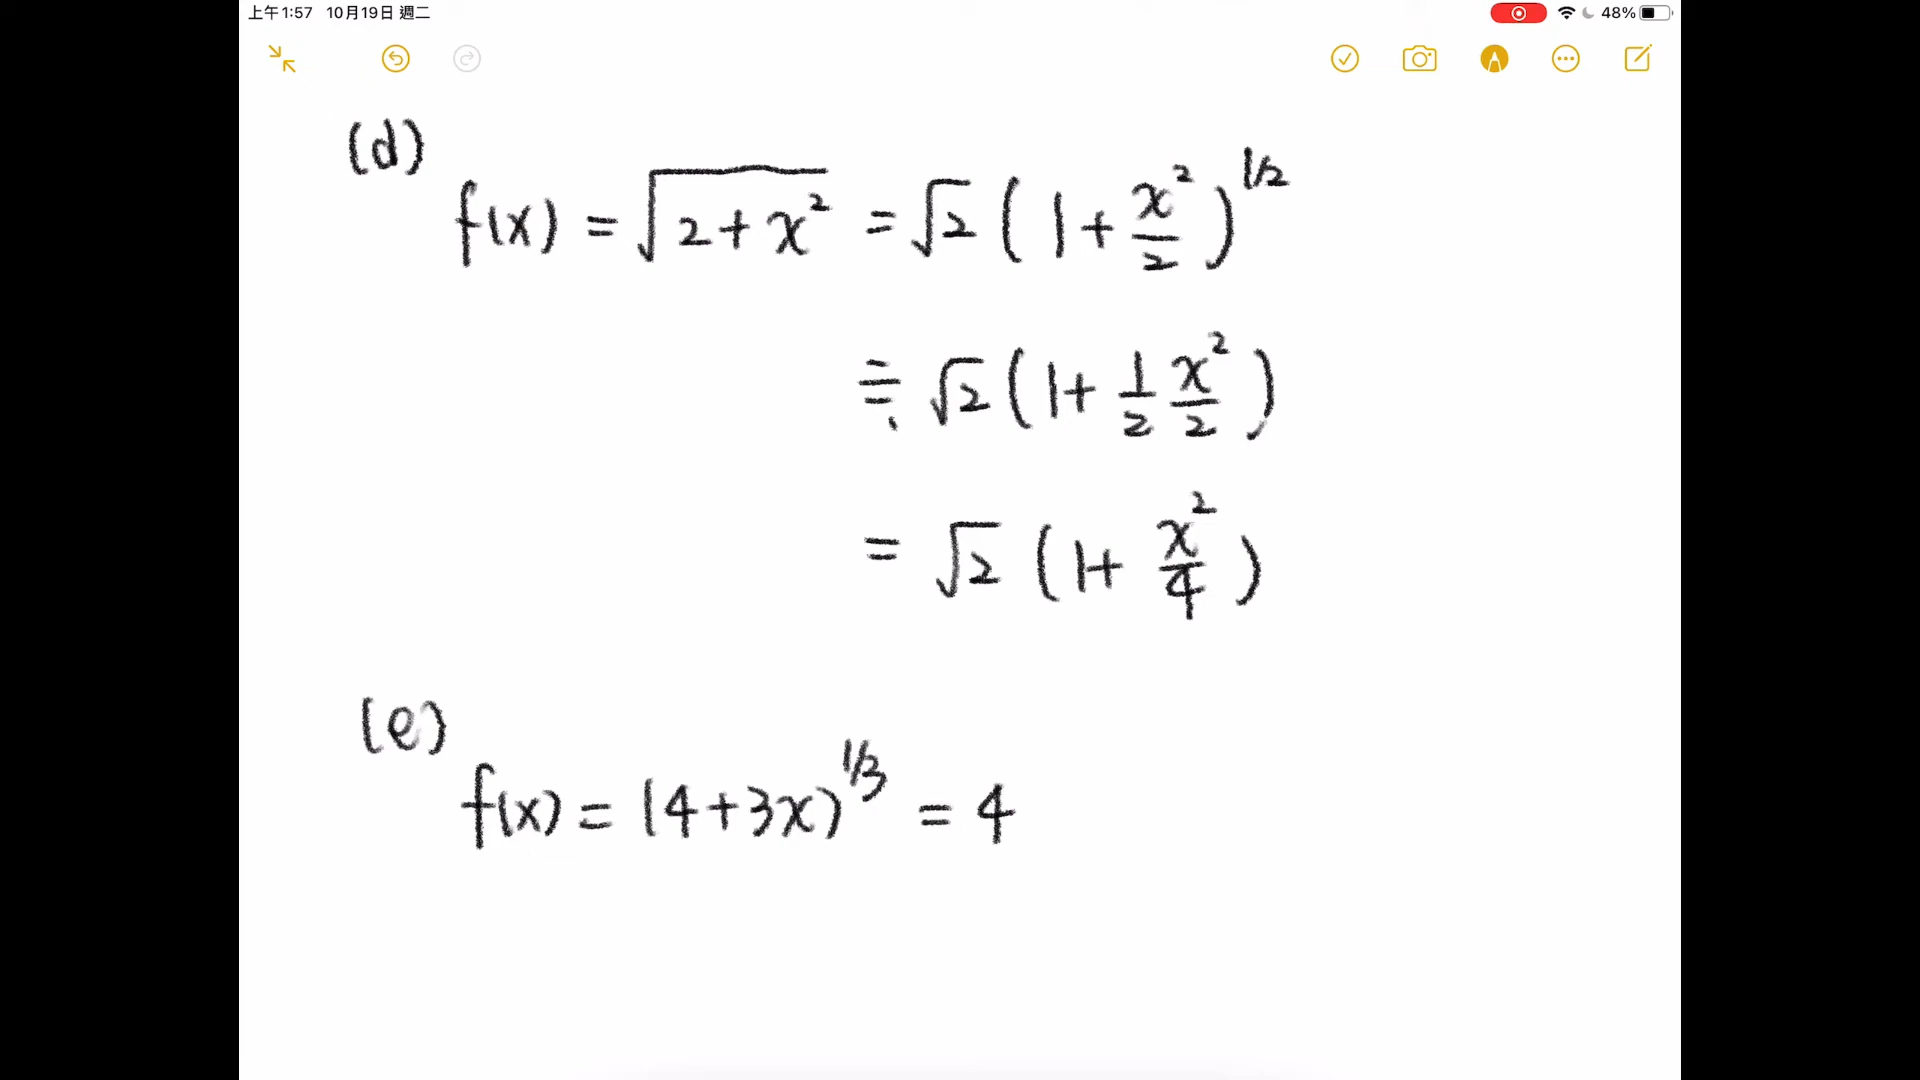 上午1:57 10月19日 週二 48%
(d)
f(x) = √(2+x²) = √2 (1+x²/2)^1/2
≒ √2 (1+ 1/2 x²/2)
= √2 (1+ x²/4)
(e)
f(x) = (4+3x)^1/3 = 4